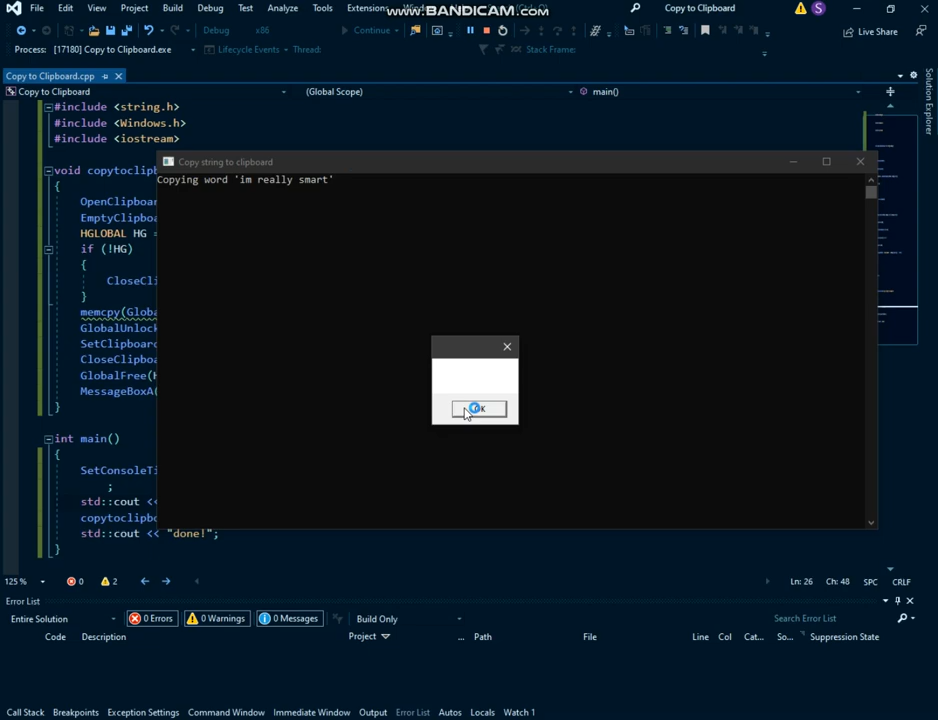 File Edit View Project Build Debug Test Analyze Tools Extensions
www.BANDICAM.com
Copy to Clipboard
S
Debug x86 Continue
Live Share
Process: [17180] Copy to Clipboard.exe Lifecycle Events Thread: Stack Frame:
Copy to Clipboard.cpp
Solution Explorer
Copy to Clipboard (Global Scope) main()
#include <string.h>
#include <Windows.h>
#include <iostream>
void copytoclip
{
OpenClipboar
EmptyClipboa
HGLOBAL HG =
if (!HG)
{
CloseCli
}
memcpy(Globa
GlobalUnlock
SetClipboard
CloseClipboa
GlobalFree(H
MessageBoxA(
}
int main()
{
SetConsoleTi
;
std::cout <<
copytoclipbo
std::cout << "done!";
}
Copy string to clipboard
Copying word 'im really smart'
OK
125 % 0 2 Ln: 26 Ch: 48 SPC CRLF
Error List
Entire Solution 0 Errors 0 Warnings 0 Messages Build Only Search Error List
Code Description Project ... Path File Line Col Cat... So... Suppression State
Call Stack Breakpoints Exception Settings Command Window Immediate Window Output Error List Autos Locals Watch 1